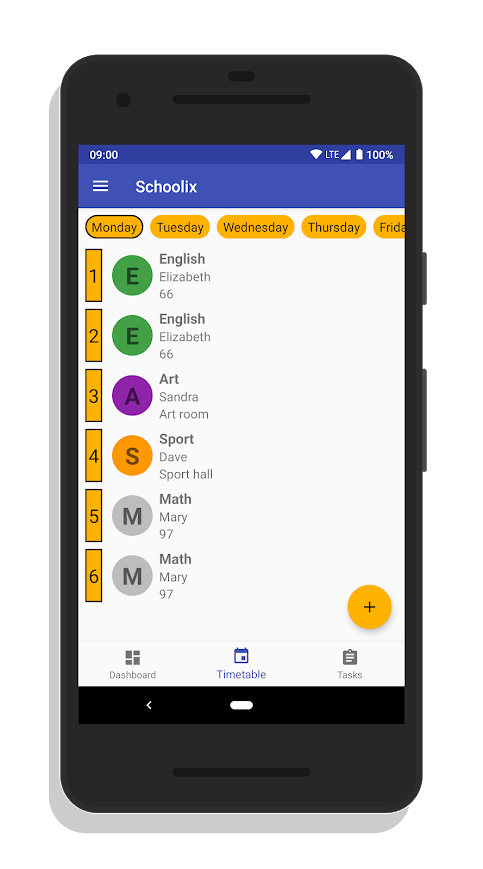 09:00 LTE 100%
Schoolix
Monday Tuesday Wednesday Thursday Frida
1 E English
Elizabeth
66
2 E English
Elizabeth
66
3 A Art
Sandra
Art room
4 S Sport
Dave
Sport hall
5 M Math
Mary
97
6 M Math
Mary
97
+
Dashboard Timetable Tasks